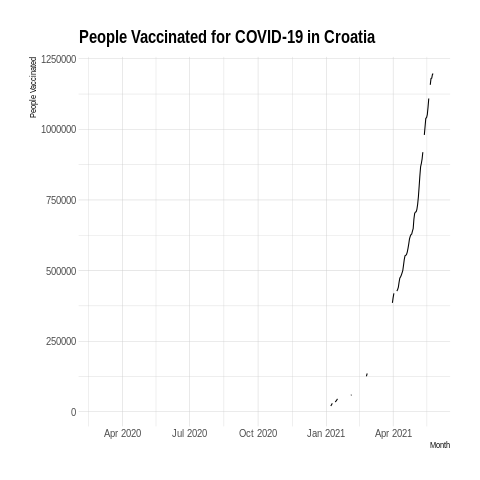 People Vaccinated for COVID-19 in Croatia
People Vaccinated
1250000
1000000
750000
500000
250000
0
Apr 2020 Jul 2020 Oct 2020 Jan 2021 Apr 2021
Month